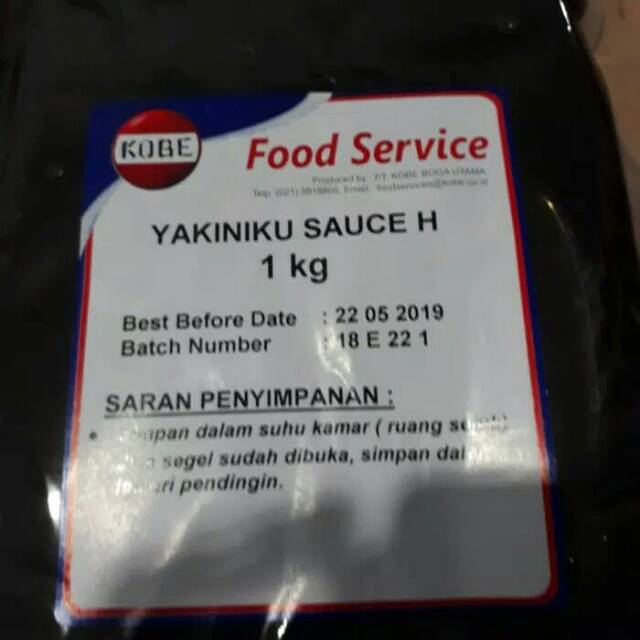 KOBE
Food Service
Produced by : PT. KOBE BOGA UTAMA
YAKINIKU SAUCE H
1 kg
Best Before Date : 22 05 2019
Batch Number : 18 E 22 1
SARAN PENYIMPANAN :
dalam suhu kamar ( ruang
segel sudah dibuka, simpan
pendingin.